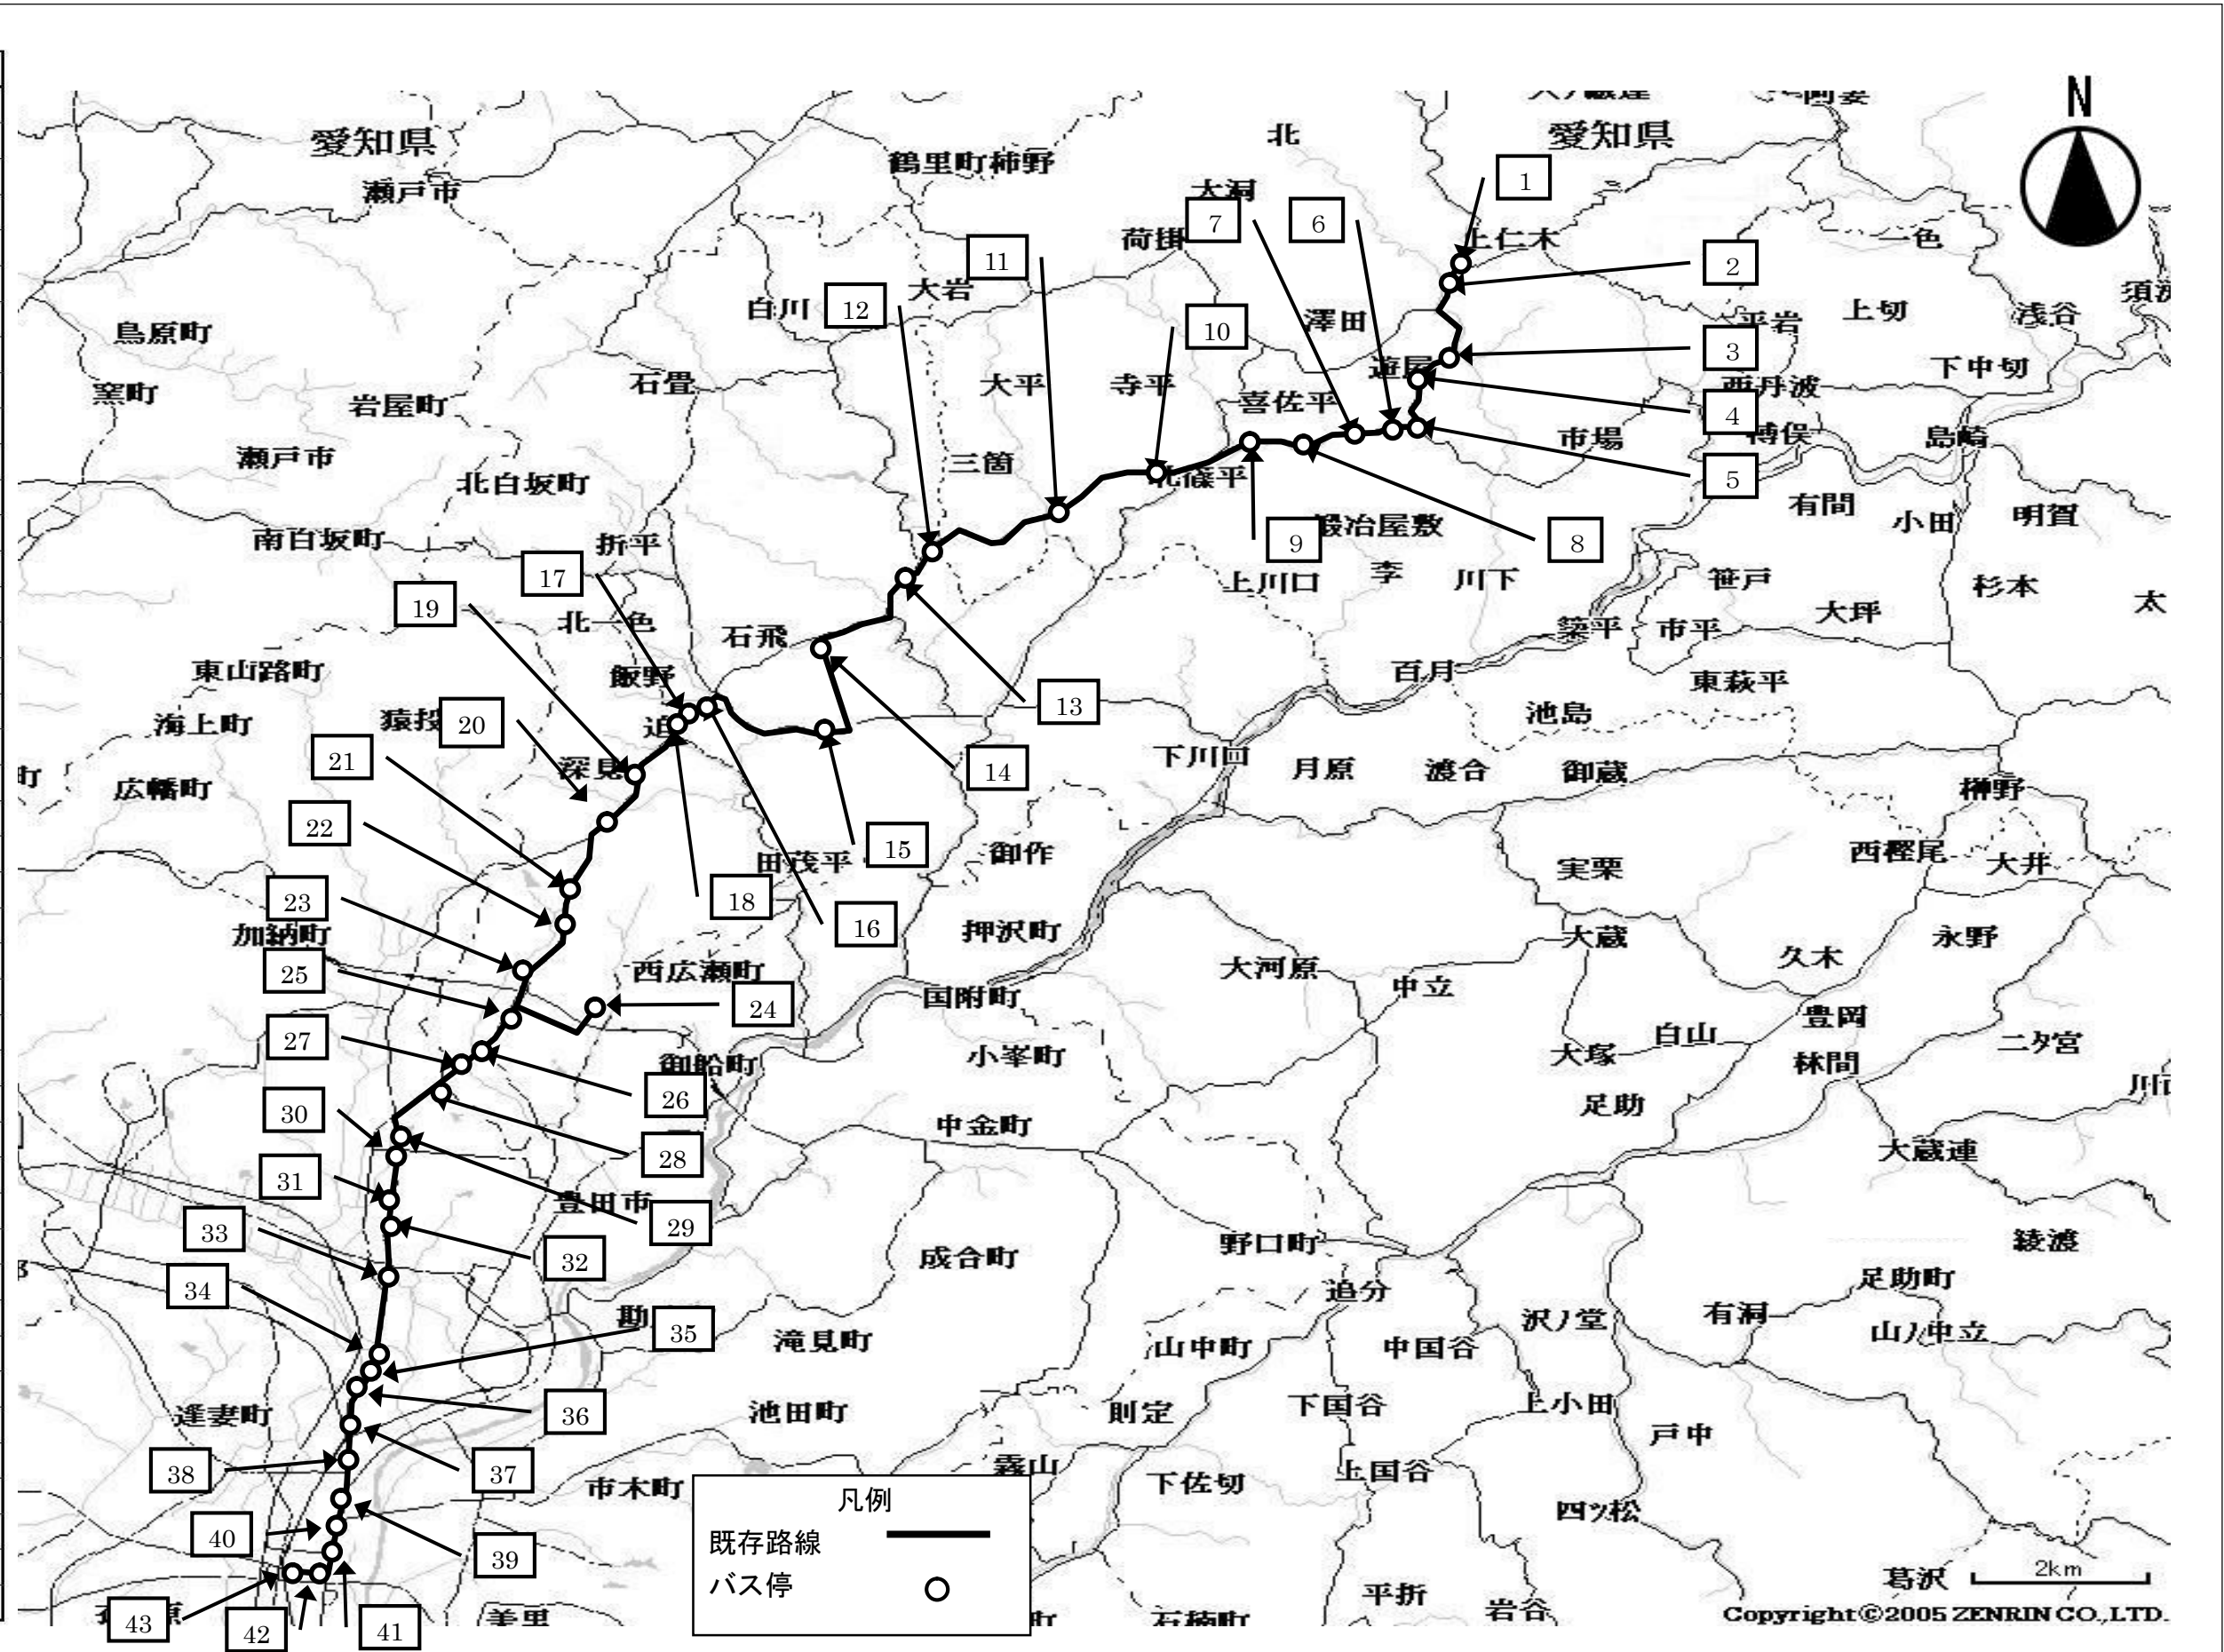 N
愛知県
北
愛知県
鶴里町柿野
瀬戸市
大洞
1
7
6
荷掛
上仁木
一色
11
2
大岩
12
白川
10
澤田
平岩
上切
浅谷
鳥原町
3
遊屋
石畳
大平
寺平
西丹波
下中切
窯町
岩屋町
喜佐平
4
市場
島崎
瀬戸市
三箇
北篠平
5
北白坂町
有間
小田
明賀
南白坂町
折平
9
鍛冶屋敷
8
17
上川口
李
川下
笹戸
杉本
19
太
北一色
石飛
築平
市平
大坪
東山路町
飯野
百月
東萩平
13
海上町
猿投
20
迫
池島
21
深見
14
下川口
月原
渡合
御蔵
町
広幡町
榊野
22
15
田茂平
御作
実栗
西樫尾
大井
23
18
16
加納町
押沢町
大蔵
永野
25
西広瀬町
大河原
久木
24
国附町
中立
豊岡
27
御船町
小峯町
白山
大塚
林間
二タ宮
26
30
足助
中金町
28
大蔵連
31
豊田市
29
33
32
成合町
野口町
綾渡
34
追分
足助町
35
滝見町
沢ノ堂
有洞
山ノ中立
山中町
中国谷
36
逢妻町
池田町
則定
下国谷
上小田
戸中
38
37
霧山
上国谷
市木町
下佐切
四ツ松
凡例
既存路線
バス停
40
39
2km
葛沢
平折
岩谷
43
42
41
美里
町
石楠町
Copyright©2005 ZENRIN CO.,LTD.